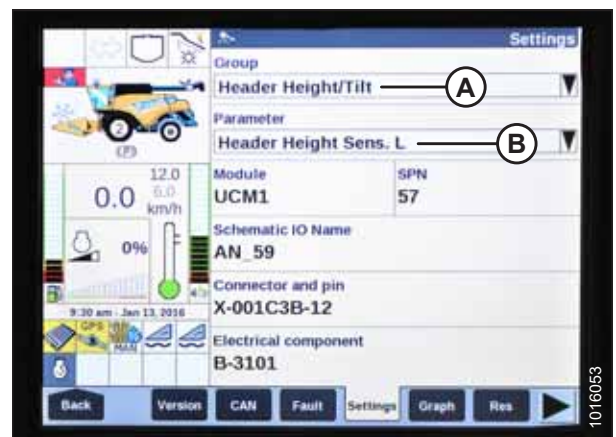 Settings
Group
Header Height/Tilt
A
Parameter
Header Height Sens. L
B
Module
SPN
UCM1
57
Schematic IO Name
AN_59
Connector and pin
X-001C3B-12
Electrical component
B-3101
2
(F)
12.0
0.0
6.0
km/h
0%
9:30 am Jan 13, 2016
GPS
MAN
Back
Version
CAN
Fault
Settings
Graph
Res
1016053